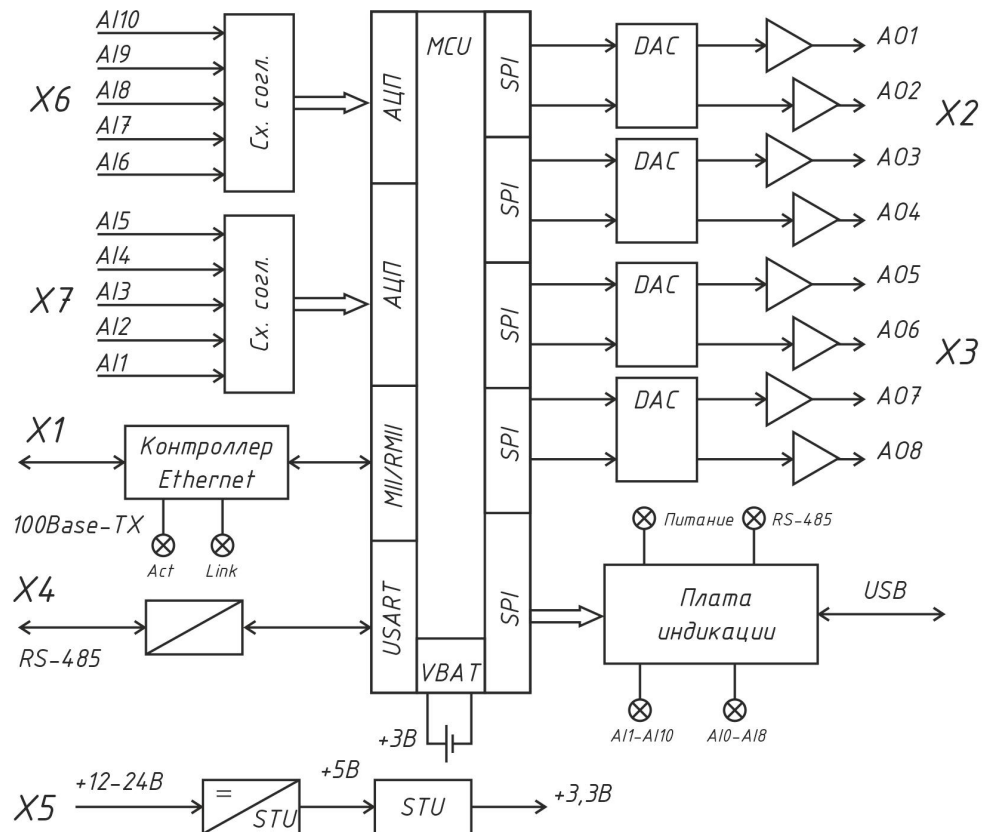 AI10
AI9
X6
AI8
AI7
AI6
Сх. согл.
АЦП
MCU
SPI
DAC
AO1
AO2
X2
SPI
DAC
AO3
AO4
AI5
AI4
X7
AI3
AI2
AI1
Сх. согл.
АЦП
SPI
DAC
AO5
AO6
X3
SPI
DAC
AO7
AO8
X1
Контроллер
Ethernet
100Base-TX
Act
Link
MII/RMII
X4
RS-485
USART
SPI
Питание
RS-485
Плата
индикации
USB
AI1-AI10
AI0-AI8
VBAT
+3В
X5
+12-24В
=
STU
+5В
STU
+3,3В